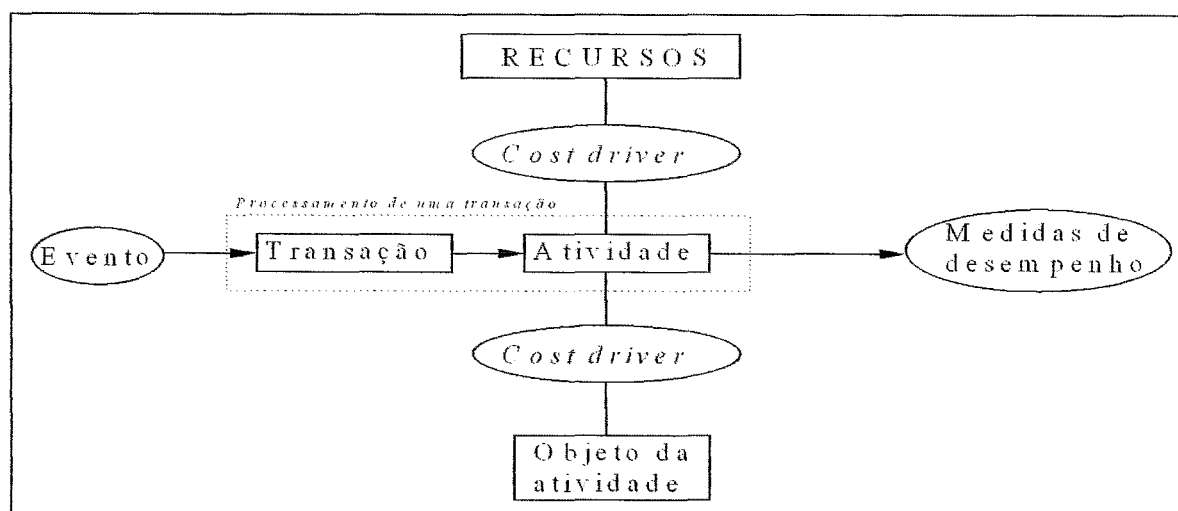 RECURSOS
Cost driver
Processamento de uma transação
Evento
Transação
Atividade
Medidas de
desempenho
Cost driver
Objeto da
atividade